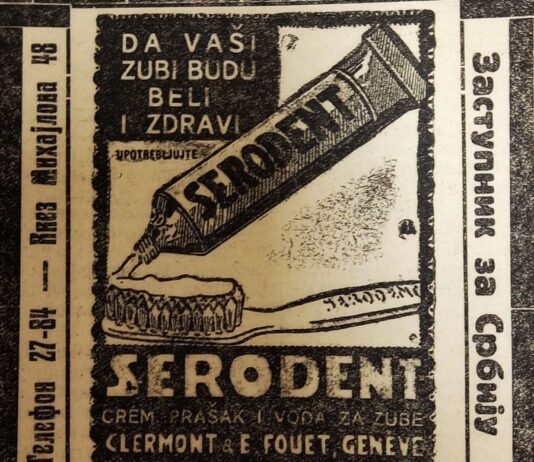 Телефон 27-84 — Кнез Михајлова 48
DA VAŠI
ZUBI BUDU
BELI
I ZDRAVI
UPOTREBLJUJTE
SERODENT
SERODENT
SERODENT
CREM PRAŠAK I VODA ZA ZUBE
CLERMONT & E. FOUET, GENÈVE
Заступник за Србију